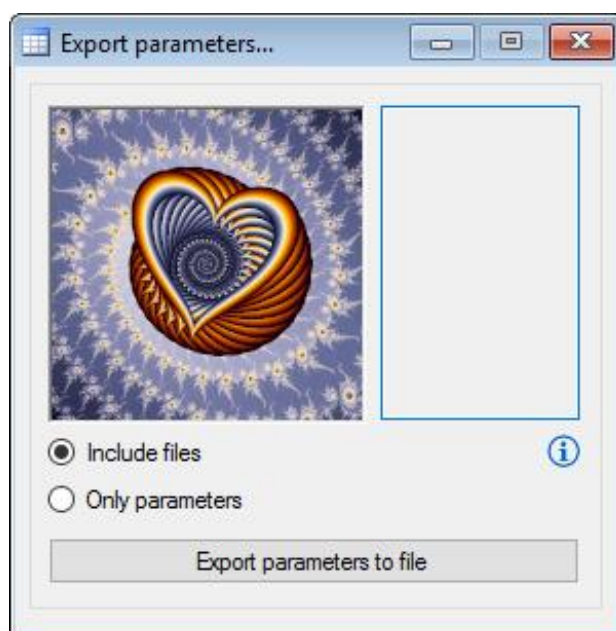 Export parameters...
Include files
Only parameters
Export parameters to file